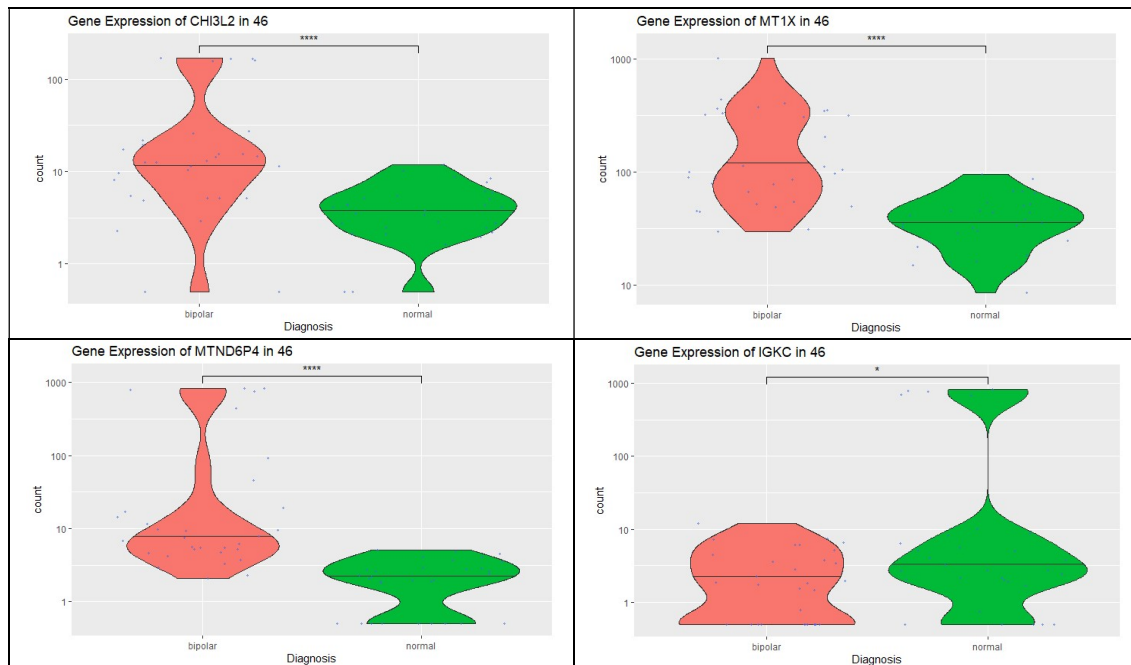 Gene Expression of CHI3L2 in 46
****
100
10
1
count
bipolar
normal
Diagnosis
Gene Expression of MT1X in 46
****
1000
100
10
count
bipolar
normal
Diagnosis
Gene Expression of MTND6P4 in 46
****
1000
100
10
1
count
bipolar
normal
Diagnosis
Gene Expression of IGKC in 46
*
1000
100
10
1
count
bipolar
normal
Diagnosis